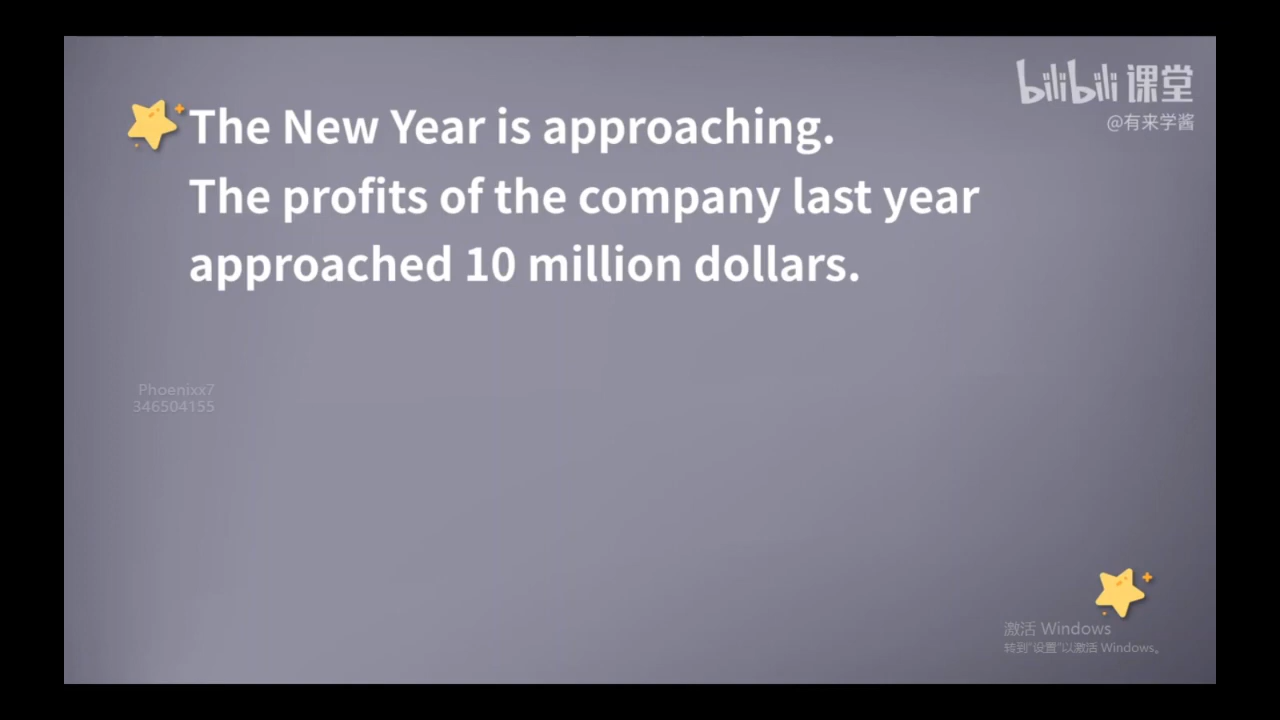 bilibili 课堂
@有来学酱
The New Year is approaching.
The profits of the company last year
approached 10 million dollars.
Phoenixx7
346504155
激活 Windows
转到"设置"以激活 Windows。